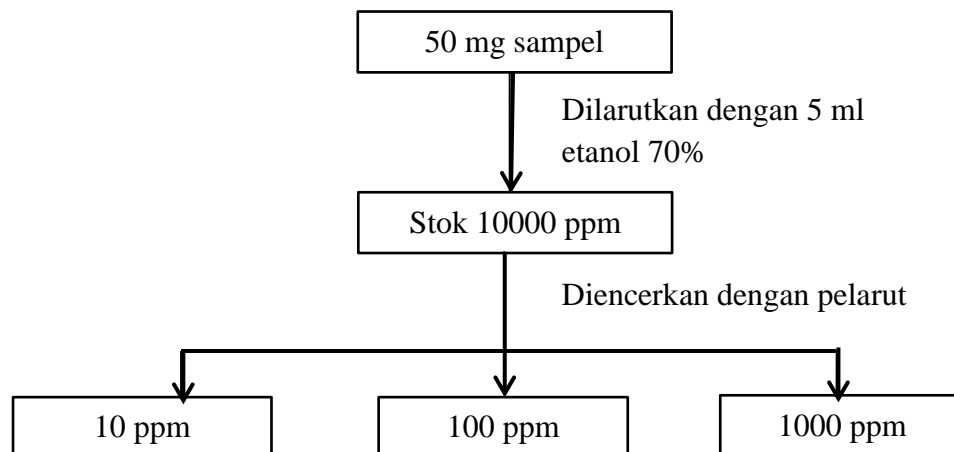 50 mg sampel
Dilarutkan dengan 5 ml
etanol 70%
Stok 10000 ppm
Diencerkan dengan pelarut
10 ppm
100 ppm
1000 ppm